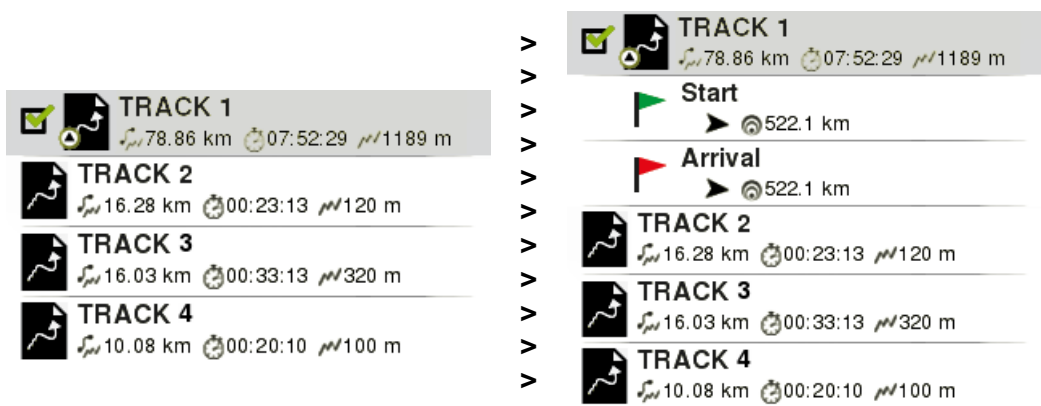 TRACK 1
78.86 km 07:52:29 1189 m
TRACK 2
16.28 km 00:23:13 120 m
TRACK 3
16.03 km 00:33:13 320 m
TRACK 4
10.08 km 00:20:10 100 m
>
>
>
>
>
>
>
>
>
>
>
TRACK 1
78.86 km 07:52:29 1189 m
Start
522.1 km
Arrival
522.1 km
TRACK 2
16.28 km 00:23:13 120 m
TRACK 3
16.03 km 00:33:13 320 m
TRACK 4
10.08 km 00:20:10 100 m